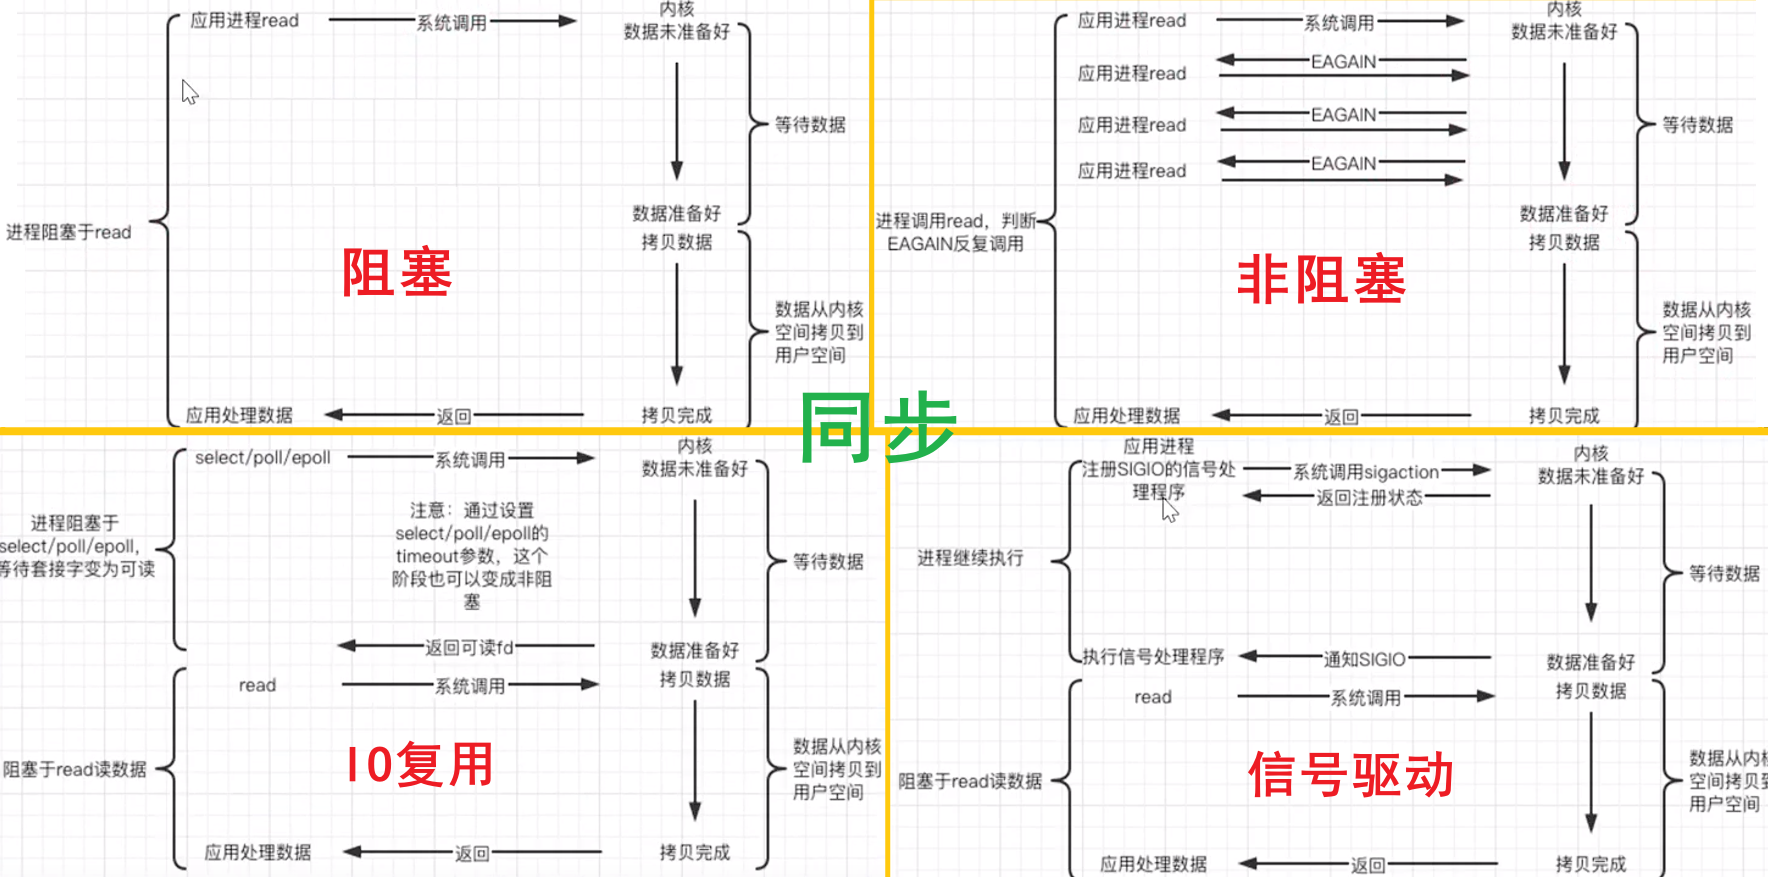 应用进程read
系统调用
内核
数据未准备好
等待数据
进程阻塞于read
数据准备好
拷贝数据
阻塞
数据从内核
空间拷贝到
用户空间
应用处理数据
返回
拷贝完成
应用进程read
系统调用
内核
数据未准备好
EAGAIN
应用进程read
EAGAIN
应用进程read
EAGAIN
应用进程read
等待数据
进程调用read，判断
EAGAIN反复调用
数据准备好
拷贝数据
非阻塞
数据从内核
空间拷贝到
用户空间
应用处理数据
返回
拷贝完成
同步
select/poll/epoll
系统调用
内核
数据未准备好
进程阻塞于
select/poll/epoll，
等待套接字变为可读
注意：通过设置
select/poll/epoll的
timeout参数，这个
阶段也可以变成非阻
塞
等待数据
返回可读fd
数据准备好
read
系统调用
拷贝数据
阻塞于read读数据
IO复用
数据从内核
空间拷贝到
用户空间
应用处理数据
返回
拷贝完成
应用进程
注册SIGIO的信号处
理程序
系统调用sigaction
返回注册状态
内核
数据未准备好
进程继续执行
等待数据
执行信号处理程序
通知SIGIO
数据准备好
read
系统调用
拷贝数据
阻塞于read读数据
信号驱动
数据从内核
空间拷贝到
用户空间
应用处理数据
返回
拷贝完成